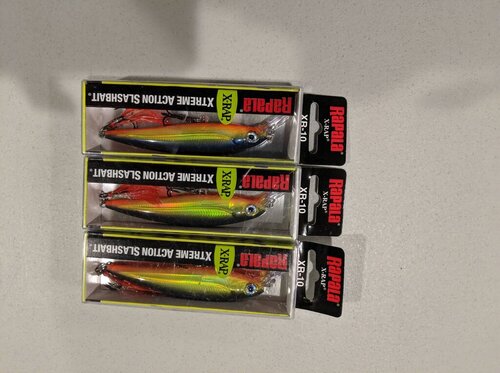 RAPALA
X-RAP
XTREME ACTION SLASHBAIT.
RAPALA
X-RAP®
XR-10
RAPALA
X-RAP
XTREME ACTION SLASHBAIT.
RAPALA
X-RAP®
XR-10
RAPALA
X-RAP
XTREME ACTION SLASHBAIT.
RAPALA
X-RAP®
XR-10